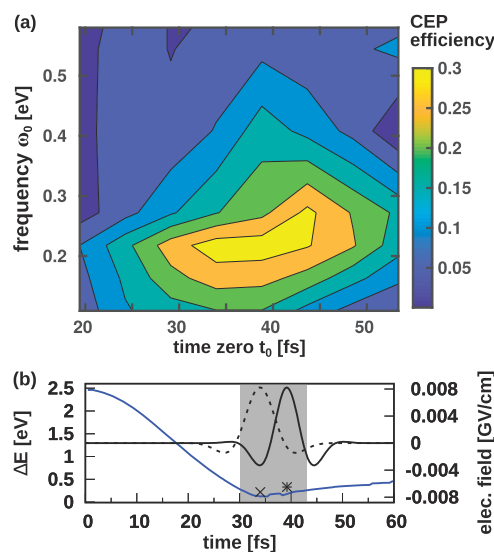 (a)
CEP
efficiency
frequency ω₀ [eV]
0.5
0.4
0.3
0.2
20 30 40 50
time zero t₀ [fs]
0.3
0.25
0.2
0.15
0.1
0.05
(b)
ΔE [eV]
2.5
2
1.5
1
0.5
0
0 10 20 30 40 50 60
time [fs]
0.008
0.004
0
-0.004
-0.008
elec. field [GV/cm]